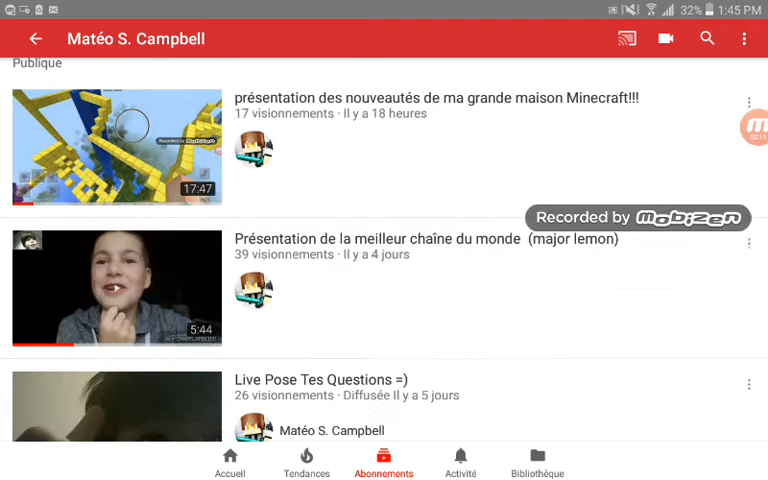 32% 1:45 PM
Matéo S. Campbell
Publique
présentation des nouveautés de ma grande maison Minecraft!!!
17 visionnements · Il y a 18 heures
17:47
02:15
Recorded by mobizen
Présentation de la meilleur chaîne du monde (major lemon)
39 visionnements · Il y a 4 jours
5:44
Live Pose Tes Questions =)
26 visionnements · Diffusée Il y a 5 jours
Matéo S. Campbell
Accueil Tendances Abonnements Activité Bibliothèque